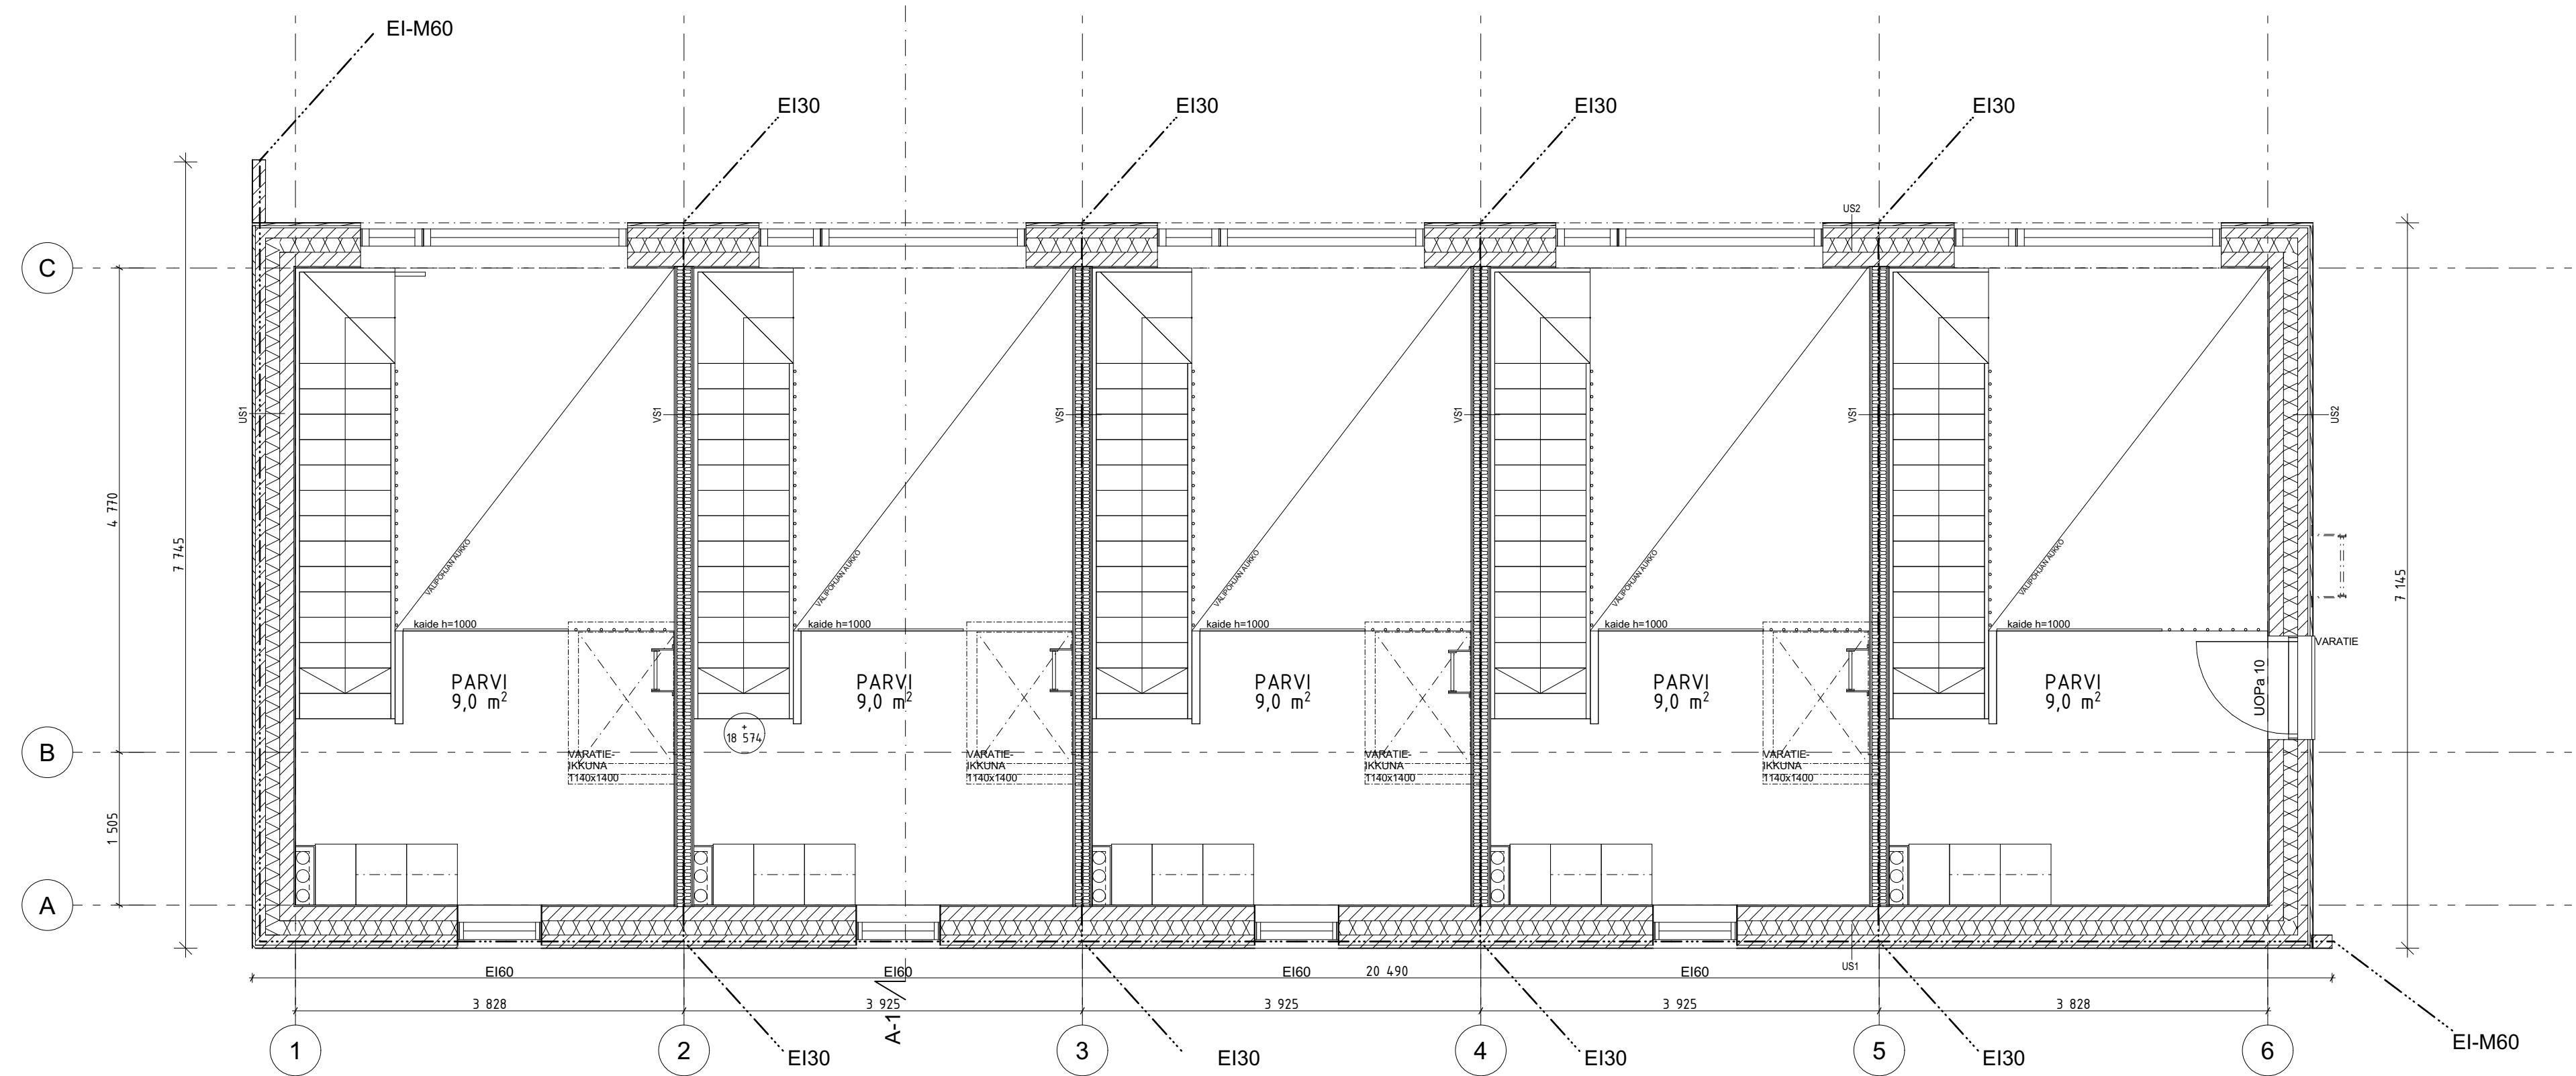 EI-M60
EI30
EI30
EI30
EI30
US2
C
US1
VS1
VS1
VS1
VS1
US2
4 770
7 745
7 145
VÄLIPOHJAN AUKKO
VÄLIPOHJAN AUKKO
VÄLIPOHJAN AUKKO
VÄLIPOHJAN AUKKO
VÄLIPOHJAN AUKKO
kaide h=1000
kaide h=1000
kaide h=1000
kaide h=1000
kaide h=1000
VARATIE
UOPa 10
PARVI
9,0 m²
PARVI
9,0 m²
PARVI
9,0 m²
PARVI
9,0 m²
PARVI
9,0 m²
+
18 574
B
VARATIE-
IKKUNA
1140x1400
VARATIE-
IKKUNA
1140x1400
VARATIE-
IKKUNA
1140x1400
VARATIE-
IKKUNA
1140x1400
1 505
A
EI60
EI60
EI60
20 490
EI60
US1
3 828
3 925
3 925
3 925
3 828
A-1
1
2
3
4
5
6
EI30
EI30
EI30
EI30
EI-M60